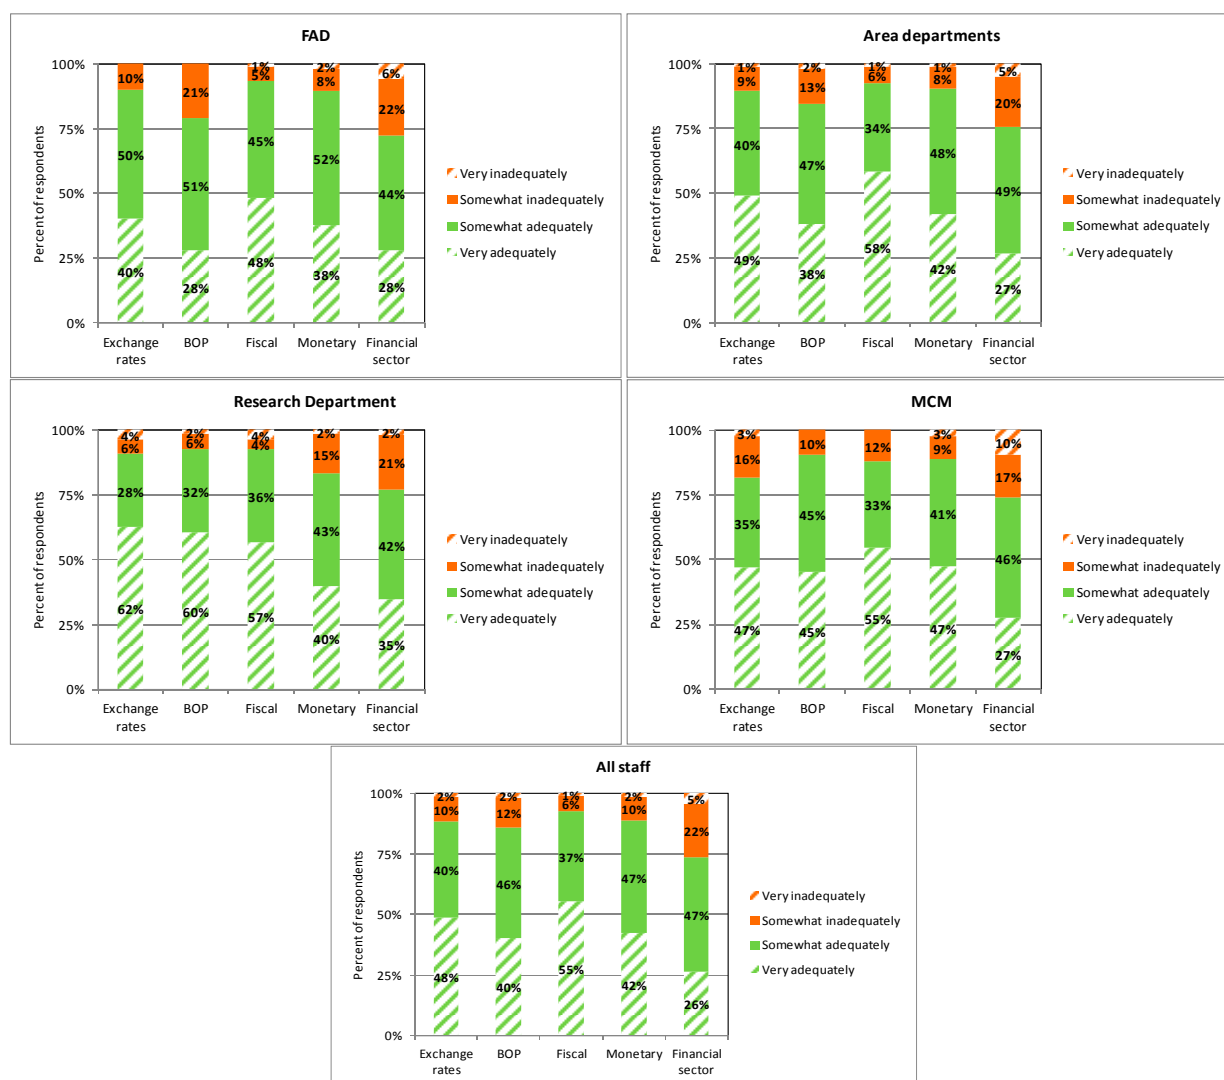 FAD
Percent of respondents
100%
75%
50%
25%
0%
1% 2%
10% 5% 8% 6%
21% 22%
50% 51% 45% 52% 44%
40% 28% 48% 38% 28%
Exchange rates BOP Fiscal Monetary Financial sector
Very inadequately
Somewhat inadequately
Somewhat adequately
Very adequately
Area departments
Percent of respondents
100%
75%
50%
25%
0%
1% 2% 1% 1% 5%
9% 13% 6% 8% 20%
40% 47% 34% 48% 49%
49% 38% 58% 42% 27%
Exchange rates BOP Fiscal Monetary Financial sector
Very inadequately
Somewhat inadequately
Somewhat adequately
Very adequately
Research Department
Percent of respondents
100%
75%
50%
25%
0%
4% 2% 4% 2% 2%
6% 6% 4% 15% 21%
28% 32% 36% 43% 42%
62% 60% 57% 40% 35%
Exchange rates BOP Fiscal Monetary Financial sector
Very inadequately
Somewhat inadequately
Somewhat adequately
Very adequately
MCM
Percent of respondents
100%
75%
50%
25%
0%
3% 3% 10%
16% 10% 12% 9% 17%
35% 45% 33% 41% 46%
47% 45% 55% 47% 27%
Exchange rates BOP Fiscal Monetary Financial sector
Very inadequately
Somewhat inadequately
Somewhat adequately
Very adequately
All staff
Percent of respondents
100%
75%
50%
25%
0%
2% 2% 1% 2% 5%
10% 12% 6% 10% 22%
40% 46% 37% 47% 47%
48% 40% 55% 42% 26%
Exchange rates BOP Fiscal Monetary Financial sector
Very inadequately
Somewhat inadequately
Somewhat adequately
Very adequately